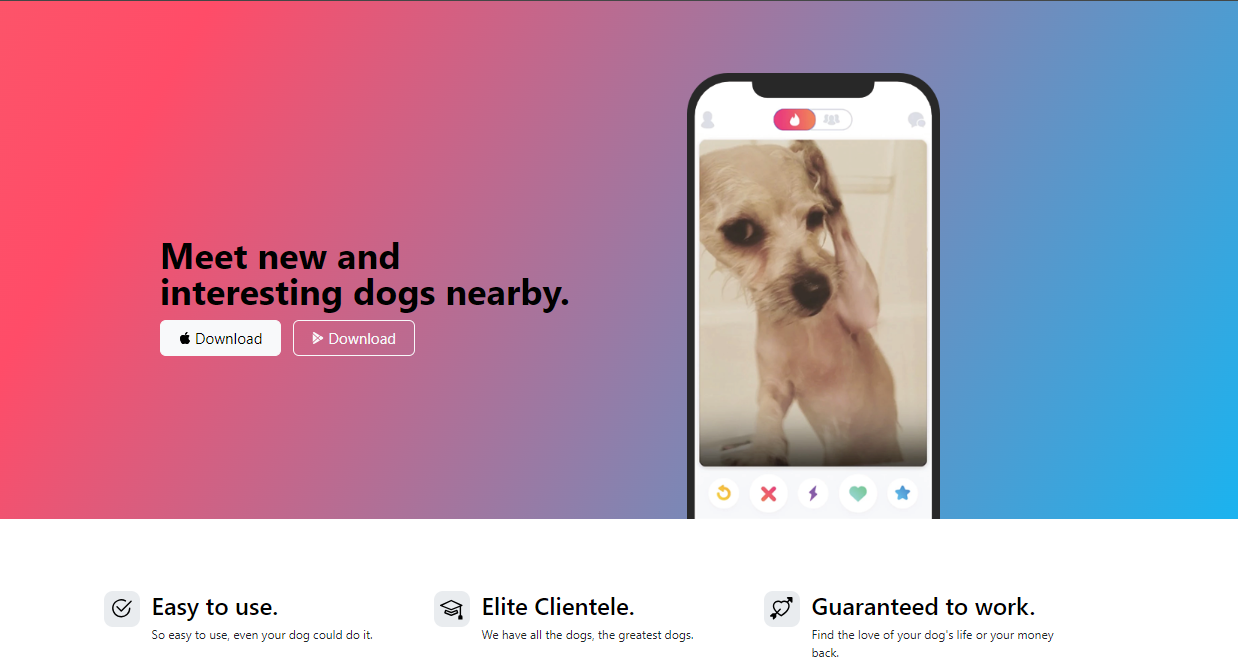 Meet new and
interesting dogs nearby.
Download
Download
Easy to use.
So easy to use, even your dog could do it.
Elite Clientele.
We have all the dogs, the greatest dogs.
Guaranteed to work.
Find the love of your dog's life or your money
back.